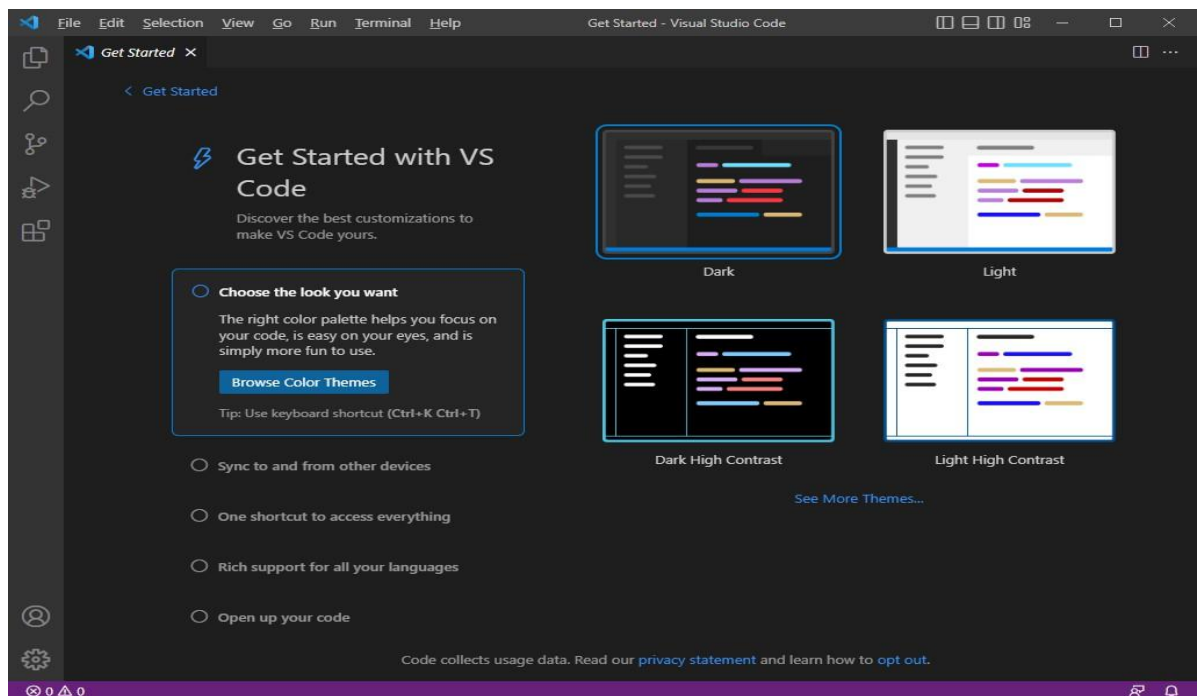 File Edit Selection View Go Run Terminal Help
Get Started - Visual Studio Code
Get Started
Get Started
Get Started with VS
Code
Discover the best customizations to
make VS Code yours.
Choose the look you want
The right color palette helps you focus on
your code, is easy on your eyes, and is
simply more fun to use.
Browse Color Themes
Tip: Use keyboard shortcut (Ctrl+K Ctrl+T)
Sync to and from other devices
One shortcut to access everything
Rich support for all your languages
Open up your code
Dark
Light
Dark High Contrast
Light High Contrast
See More Themes...
Code collects usage data. Read our privacy statement and learn how to opt out.
0 0